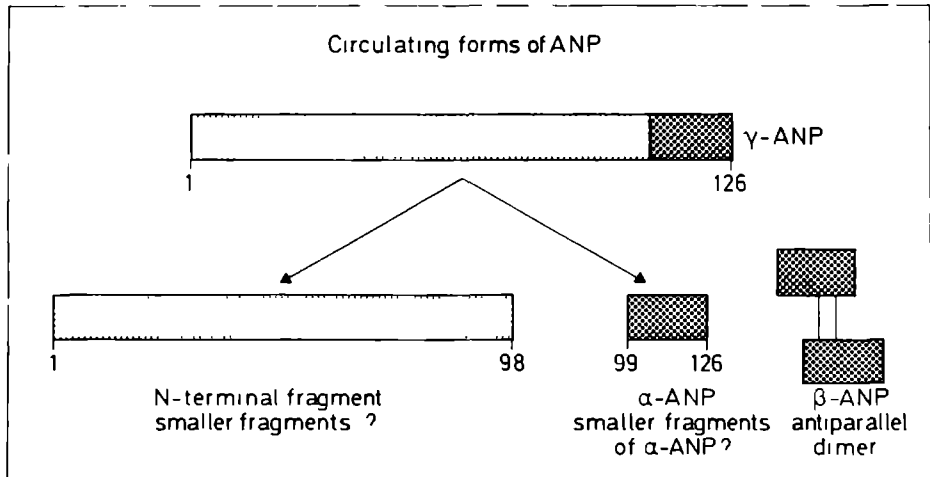 Circulating forms of ANP
γ-ANP
1
126
1
98
99
126
N-terminal fragment
smaller fragments ?
α-ANP
smaller fragments
of α-ANP?
β-ANP
antiparallel
dimer